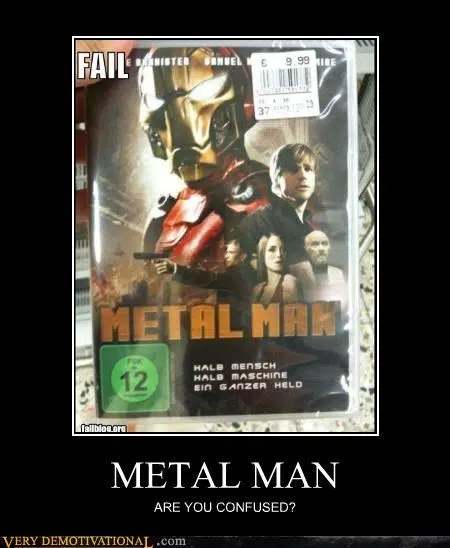 FAIL
€ 9.99
METAL MAN
FSK
12
HALB MENSCH
HALB MASCHINE
EIN GANZER HELD
failblog.org
METAL MAN
ARE YOU CONFUSED?
VERY DEMOTIVATIONAL.com